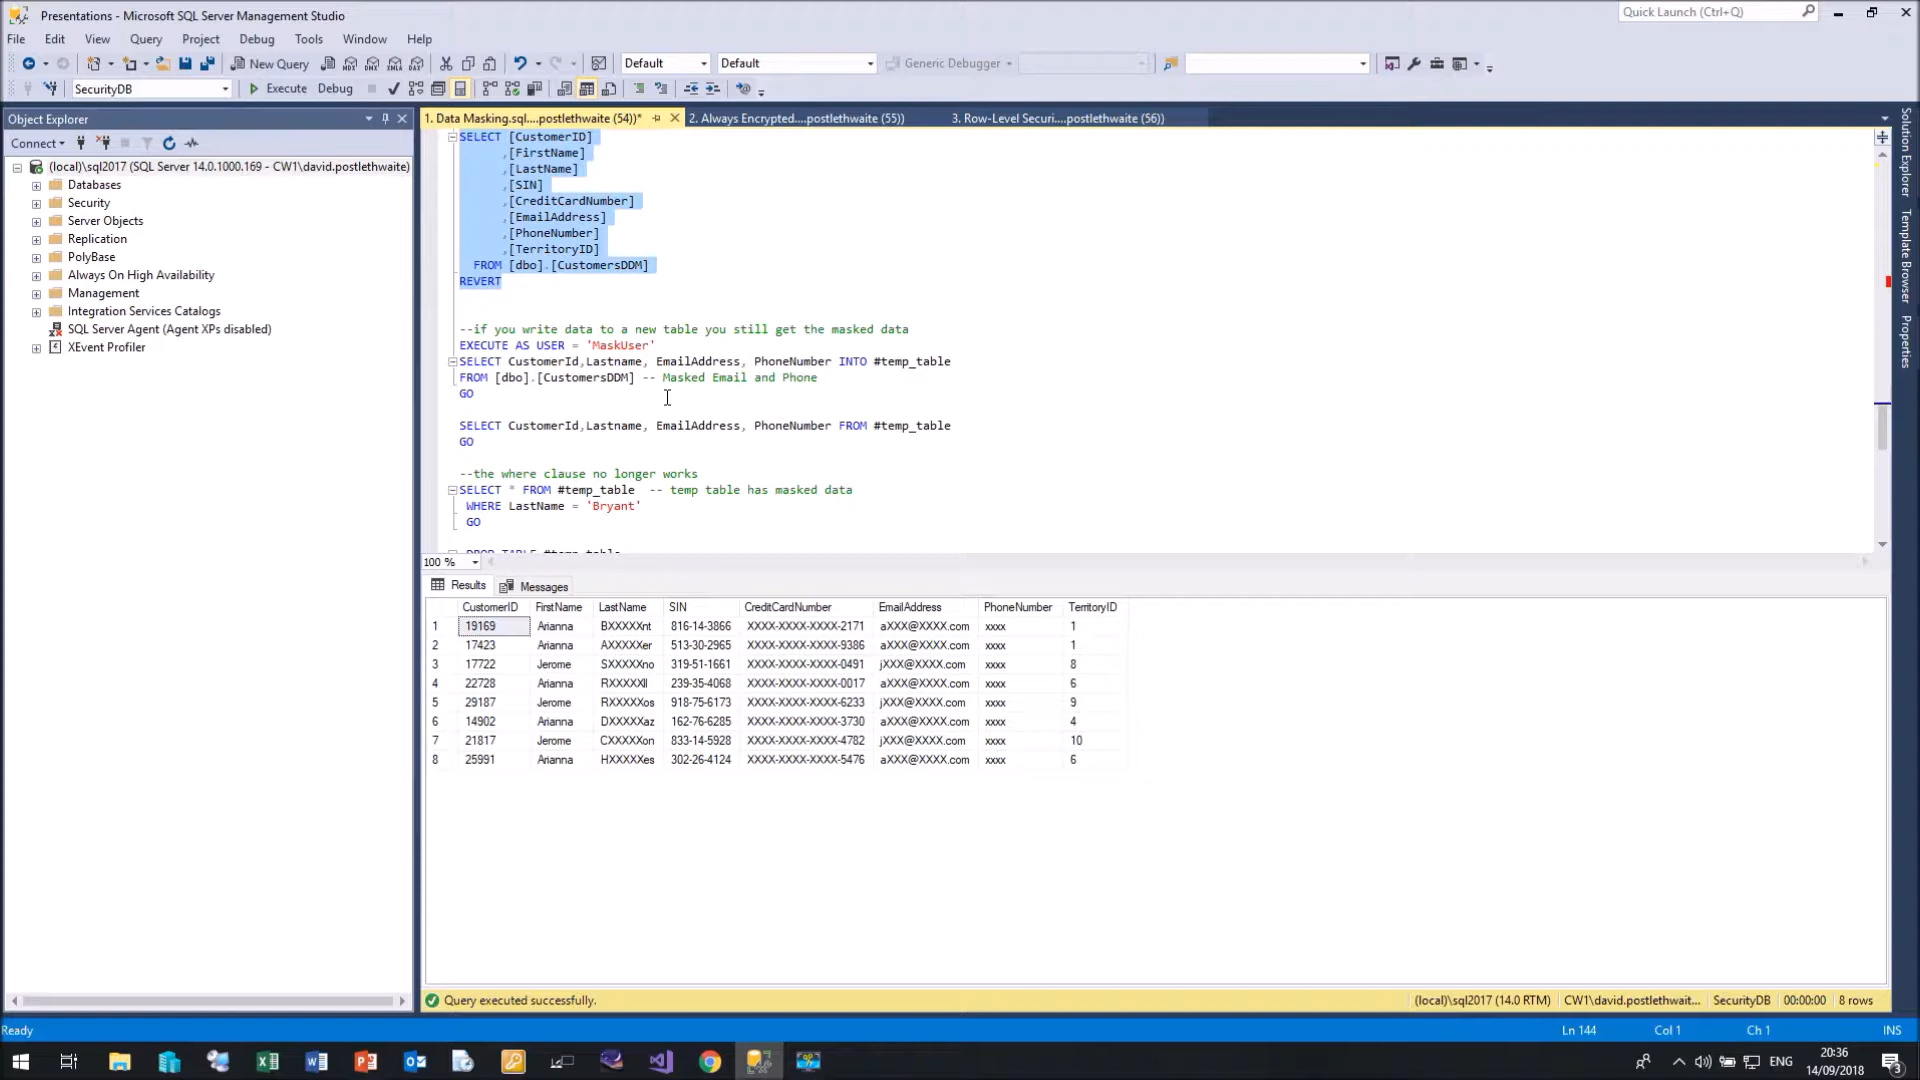 Presentations - Microsoft SQL Server Management Studio
Quick Launch (Ctrl+Q)
File Edit View Query Project Debug Tools Window Help
New Query Default Default Generic Debugger
SecurityDB Execute Debug
Object Explorer
Connect
(local)\sql2017 (SQL Server 14.0.1000.169 - CW1\david.postlethwaite)
Databases
Security
Server Objects
Replication
PolyBase
Always On High Availability
Management
Integration Services Catalogs
SQL Server Agent (Agent XPs disabled)
XEvent Profiler
1. Data Masking.sql....postlethwaite (54))* 2. Always Encrypted....postlethwaite (55)) 3. Row-Level Securi....postlethwaite (56))
SELECT [CustomerID]
,[FirstName]
,[LastName]
,[SIN]
,[CreditCardNumber]
,[EmailAddress]
,[PhoneNumber]
,[TerritoryID]
FROM [dbo].[CustomersDDM]
REVERT
--if you write data to a new table you still get the masked data
EXECUTE AS USER = 'MaskUser'
SELECT CustomerId,Lastname, EmailAddress, PhoneNumber INTO #temp_table
FROM [dbo].[CustomersDDM] -- Masked Email and Phone
GO
SELECT CustomerId,Lastname, EmailAddress, PhoneNumber FROM #temp_table
GO
--the where clause no longer works
SELECT * FROM #temp_table -- temp table has masked data
WHERE LastName = 'Bryant'
GO
DROP TABLE #temp_table
100 %
Results Messages
CustomerID FirstName LastName SIN CreditCardNumber EmailAddress PhoneNumber TerritoryID
1 19169 Arianna BXXXXXnt 816-14-3866 XXXX-XXXX-XXXX-2171 aXXX@XXXX.com xxxx 1
2 17423 Arianna AXXXXXer 513-30-2965 XXXX-XXXX-XXXX-9386 aXXX@XXXX.com xxxx 1
3 17722 Jerome SXXXXXno 319-51-1661 XXXX-XXXX-XXXX-0491 jXXX@XXXX.com xxxx 8
4 22728 Arianna RXXXXXll 239-35-4068 XXXX-XXXX-XXXX-0017 aXXX@XXXX.com xxxx 6
5 29187 Jerome RXXXXXos 918-75-6173 XXXX-XXXX-XXXX-6233 jXXX@XXXX.com xxxx 9
6 14902 Arianna DXXXXXaz 162-76-6285 XXXX-XXXX-XXXX-3730 aXXX@XXXX.com xxxx 4
7 21817 Jerome CXXXXXon 833-14-5928 XXXX-XXXX-XXXX-4782 jXXX@XXXX.com xxxx 10
8 25991 Arianna HXXXXXes 302-26-4124 XXXX-XXXX-XXXX-5476 aXXX@XXXX.com xxxx 6
Query executed successfully. (local)\sql2017 (14.0 RTM) CW1\david.postlethwait... SecurityDB 00:00:00 8 rows
Solution Explorer
Template Browser
Properties
Ready Ln 144 Col 1 Ch 1 INS
ENG 20:36
14/09/2018
3